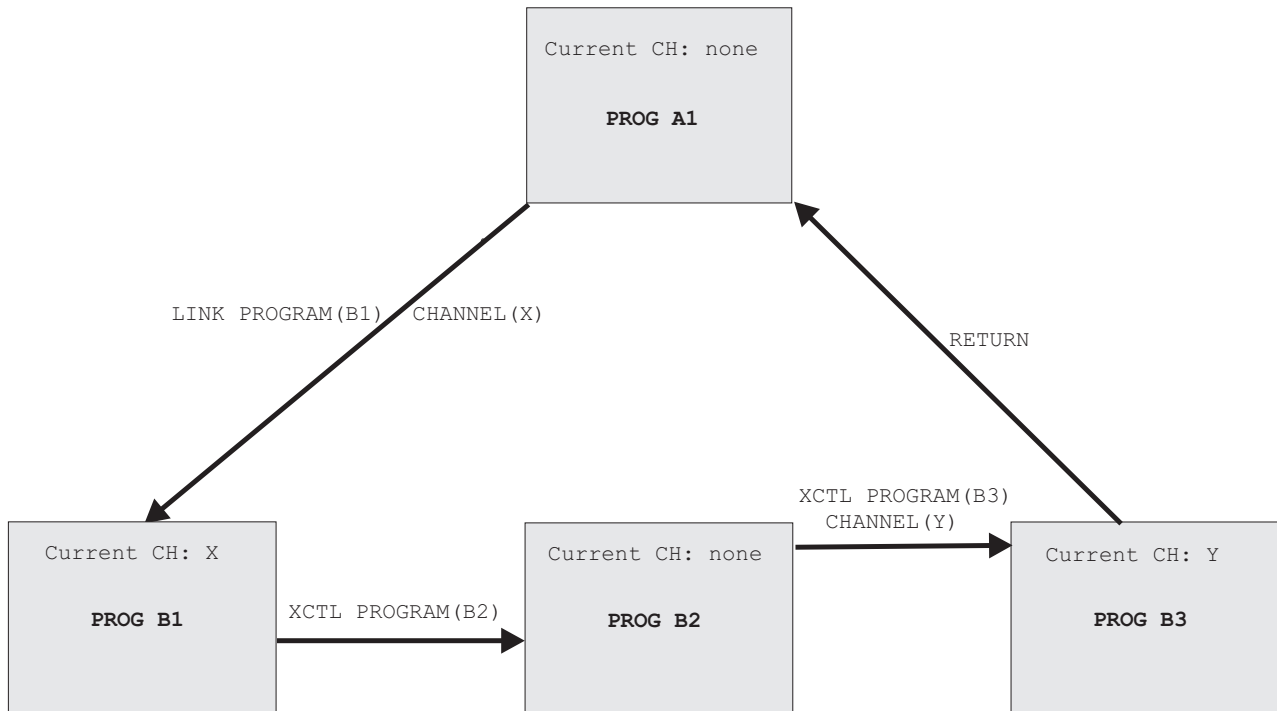 Current CH: none
PROG A1
LINK PROGRAM(B1) CHANNEL(X)
RETURN
XCTL PROGRAM(B3)
CHANNEL(Y)
Current CH: X
PROG B1
XCTL PROGRAM(B2)
Current CH: none
PROG B2
Current CH: Y
PROG B3